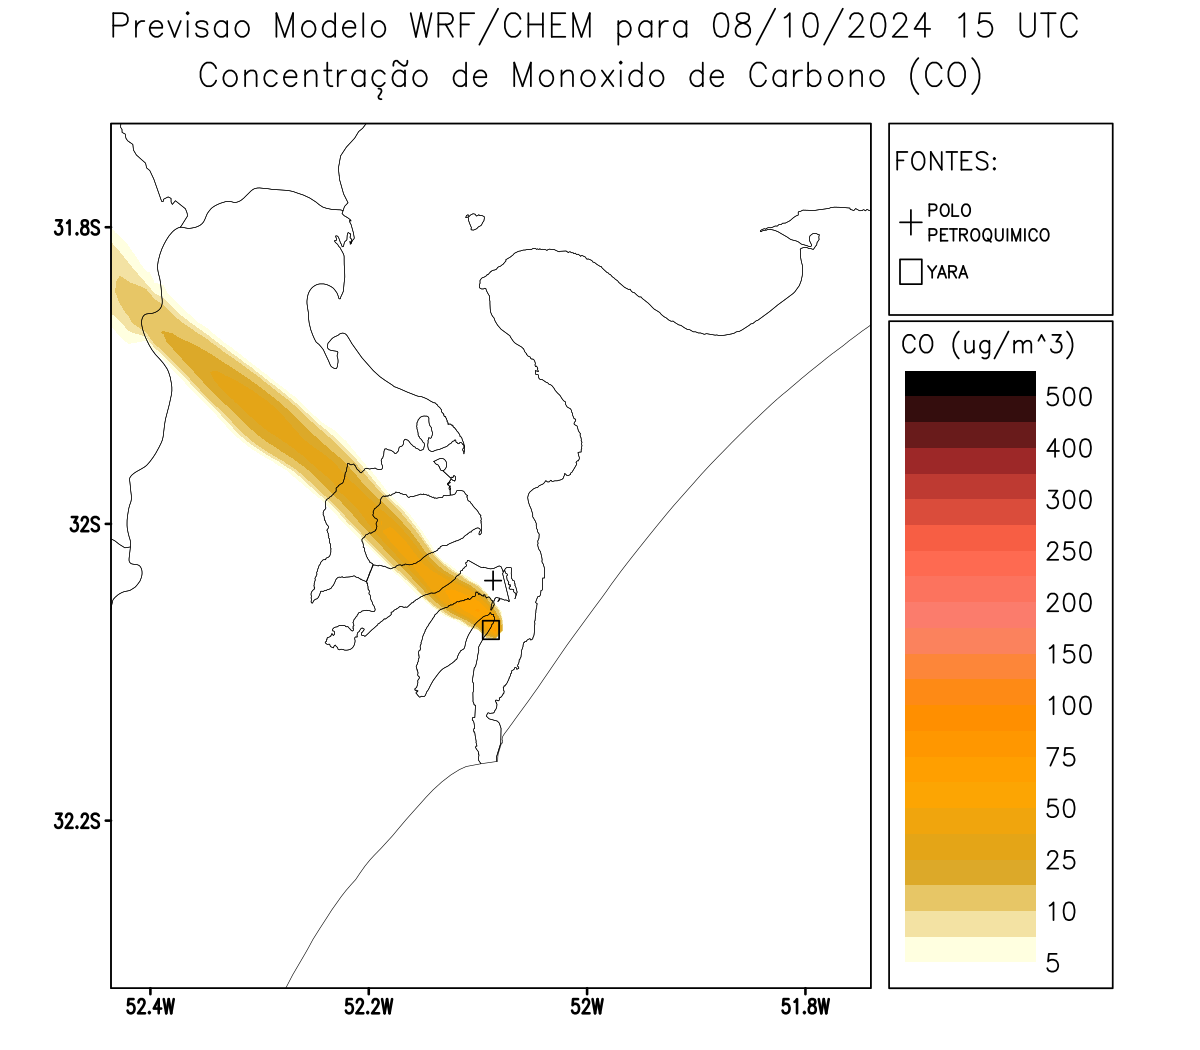 Previsao Modelo WRF/CHEM para 08/10/2024 15 UTC
Concentração de Monoxido de Carbono (CO)
FONTES:
POLO
PETROQUIMICO
YARA
CO (ug/m^3)
500
400
300
250
200
150
100
75
50
25
10
5
31.8S
32S
32.2S
52.4W 52.2W 52W 51.8W